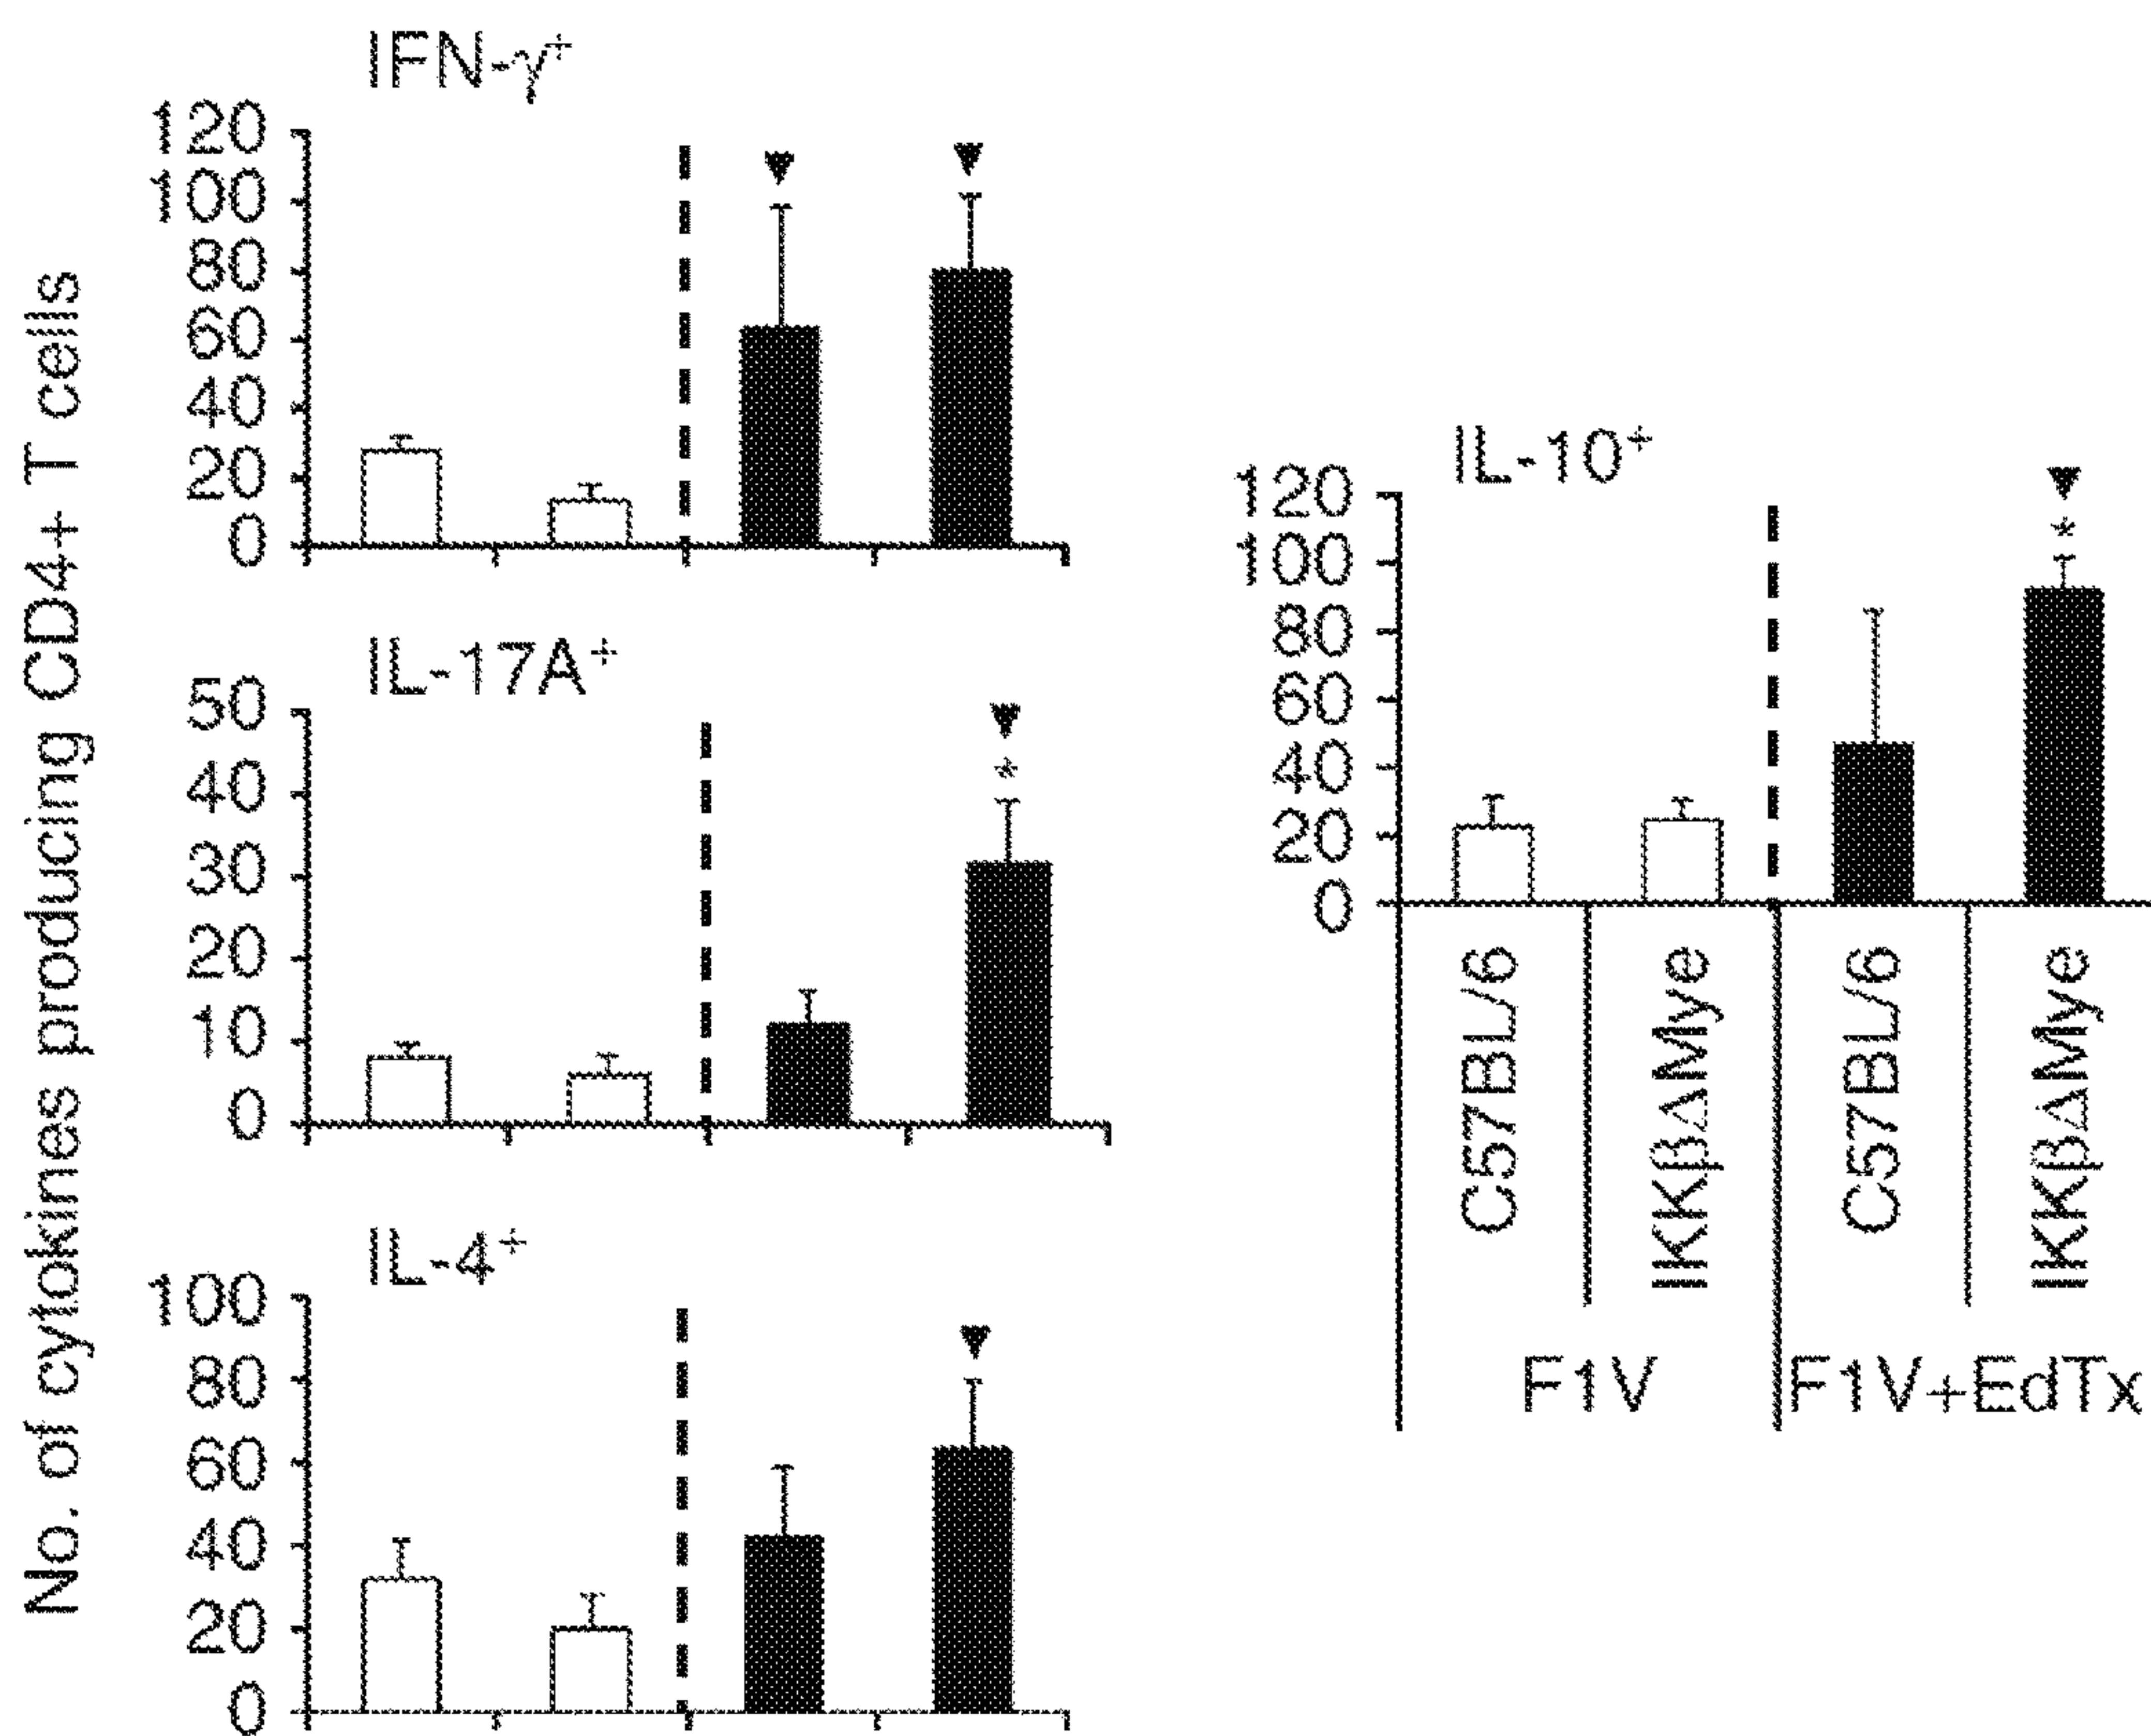 No. of cytokines producing CD4+ T cells
IFN-γ⁺
120
100
80
60
40
20
0
IL-17A⁺
50
40
30
20
10
0
IL-4⁺
100
80
60
40
20
0
IL-10⁺
120
100
80
60
40
20
0
*
*
C57BL/6
IKKβΔMye
C57BL/6
IKKβΔMye
F1V
F1V+EdTx